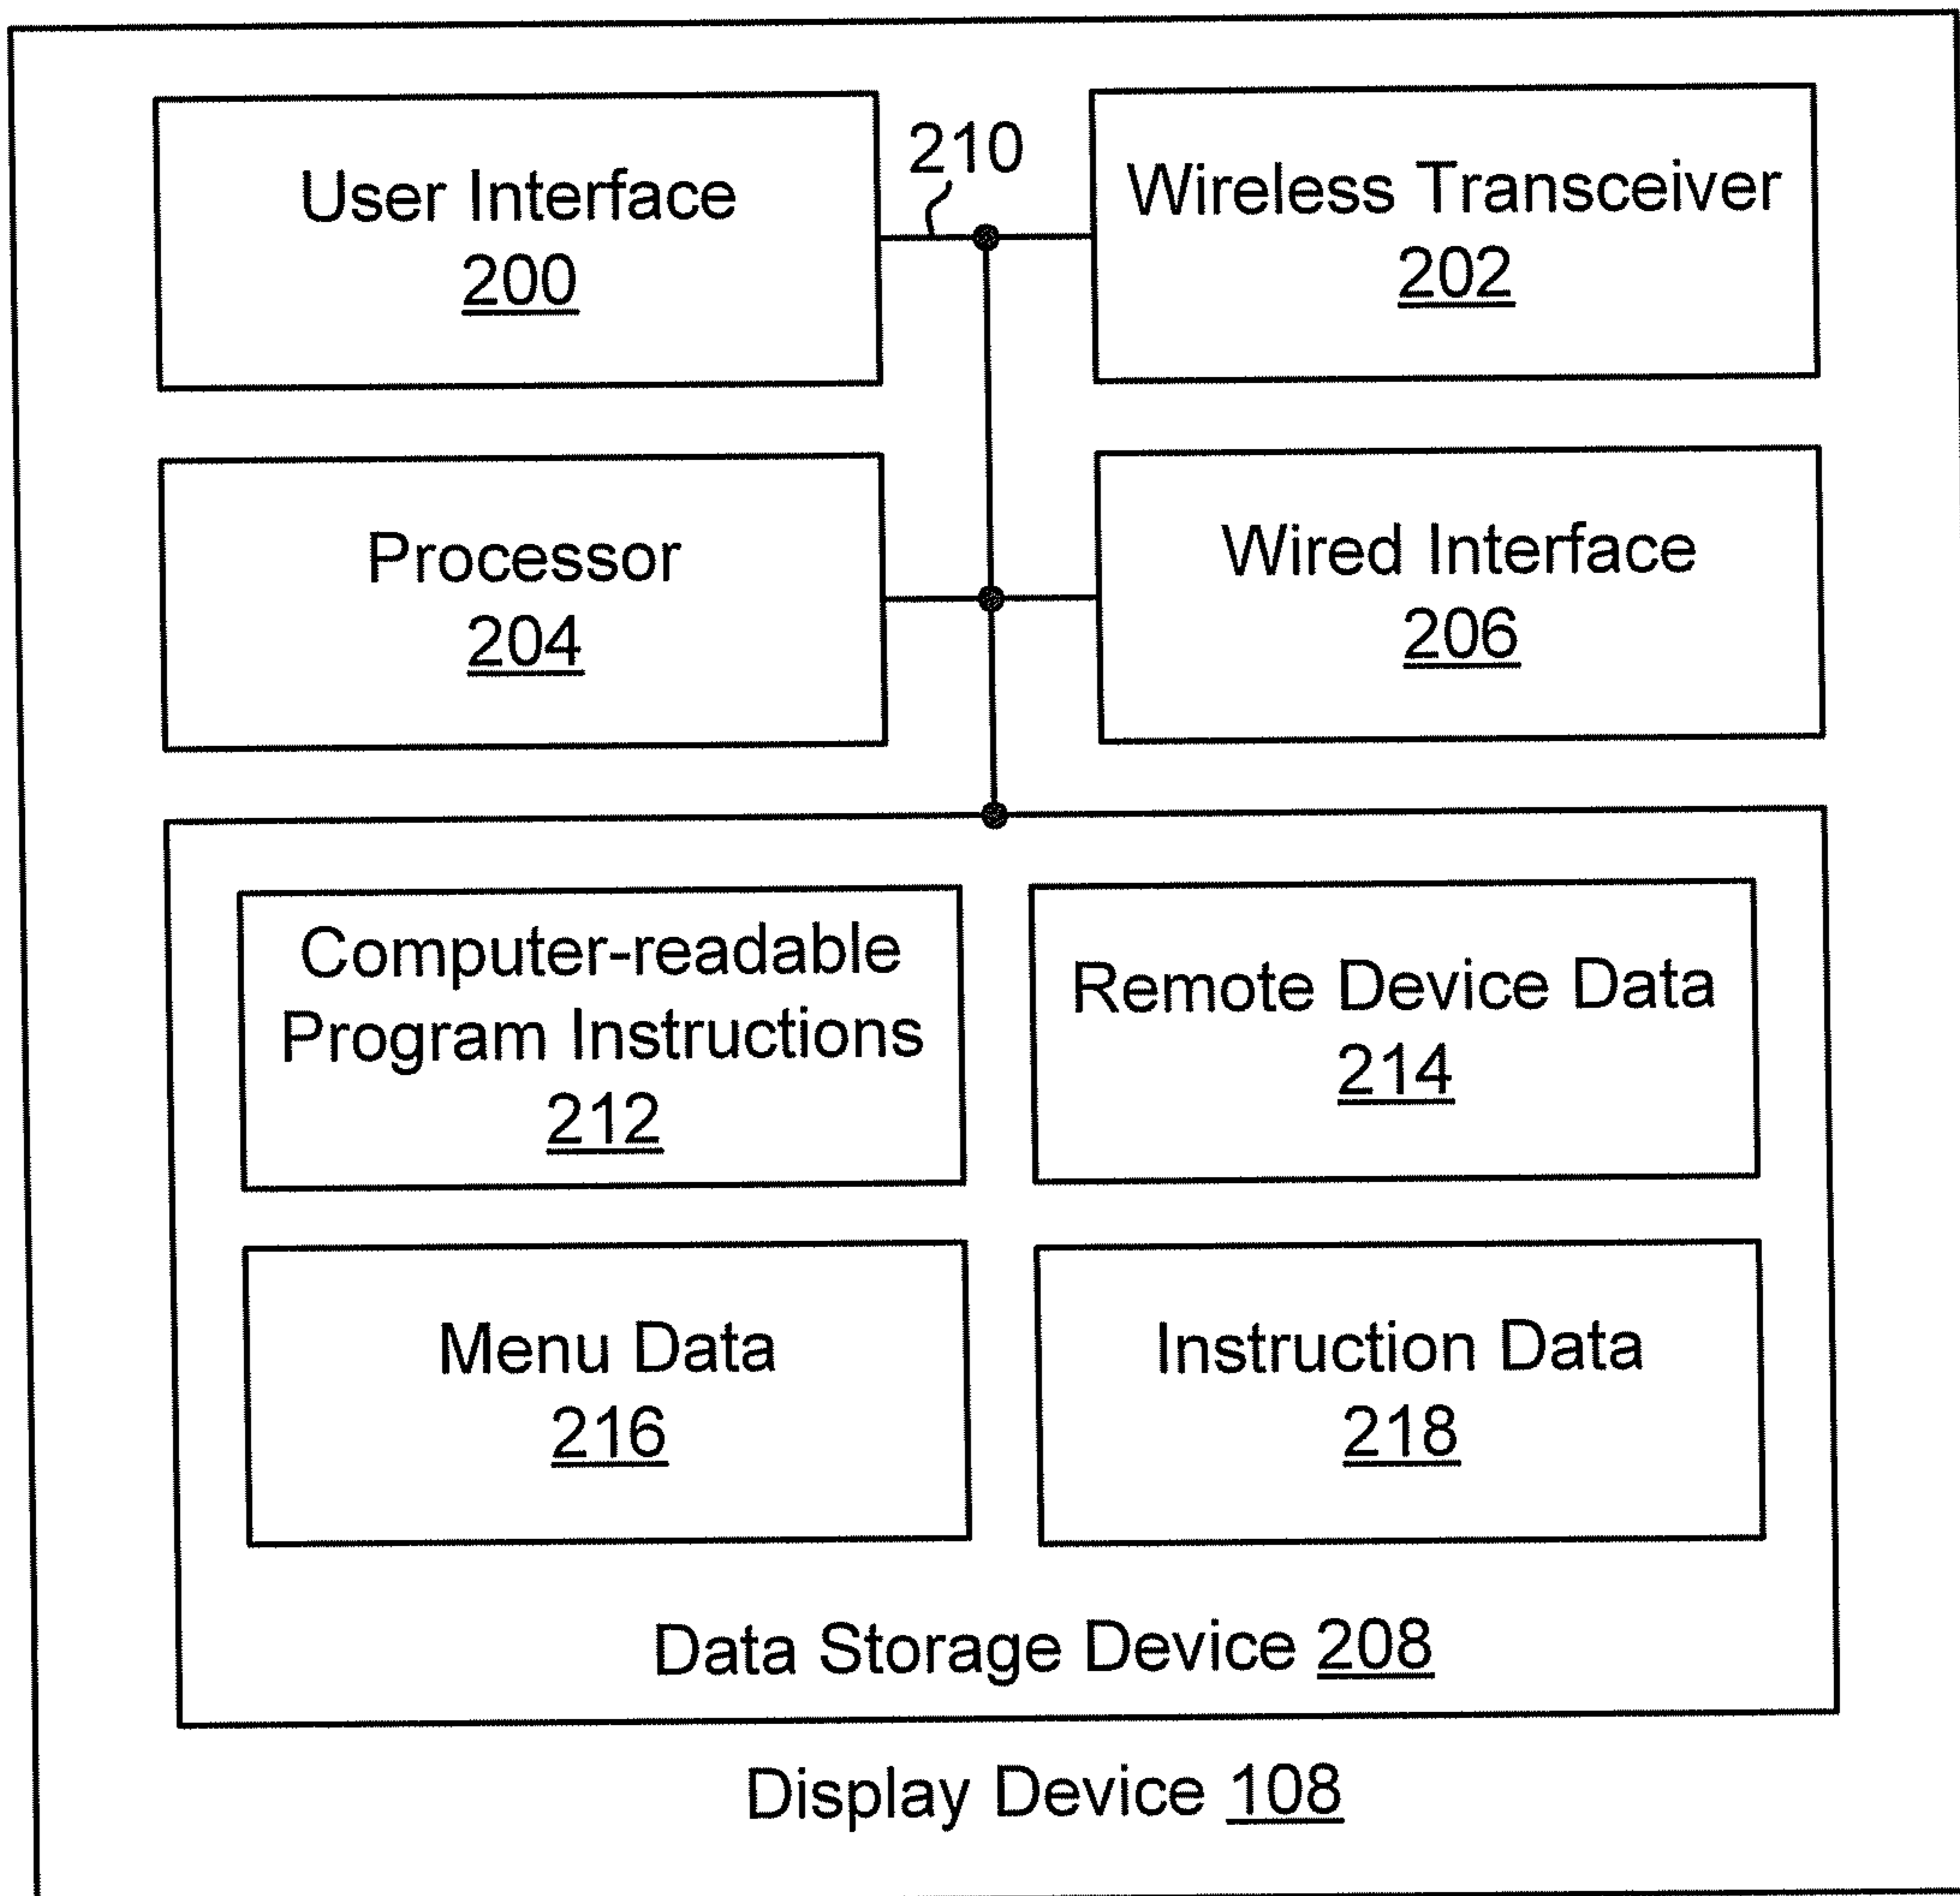 User Interface
200
210
Wireless Transceiver
202
Processor
204
Wired Interface
206
Computer-readable
Program Instructions
212
Remote Device Data
214
Menu Data
216
Instruction Data
218
Data Storage Device 208
Display Device 108